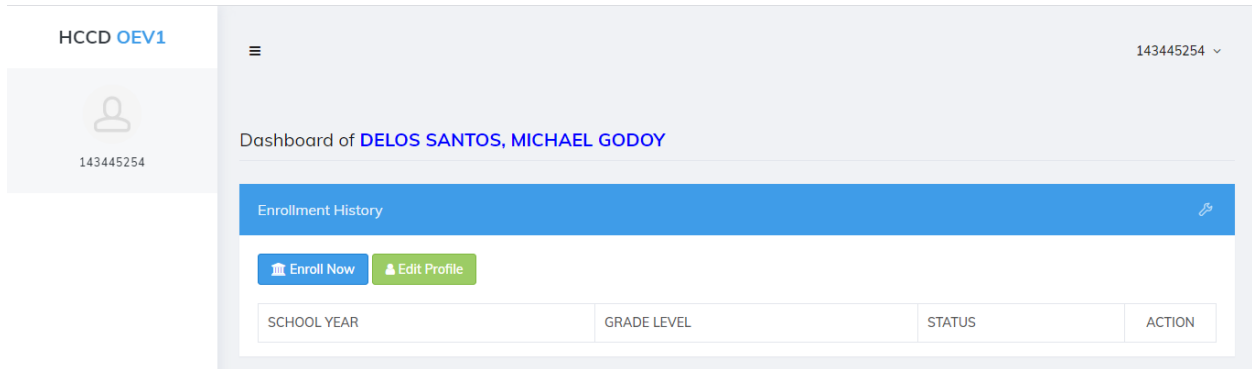 HCCD OEV1
143445254
143445254
Dashboard of DELOS SANTOS, MICHAEL GODOY
Enrollment History
Enroll Now Edit Profile
SCHOOL YEAR GRADE LEVEL STATUS ACTION